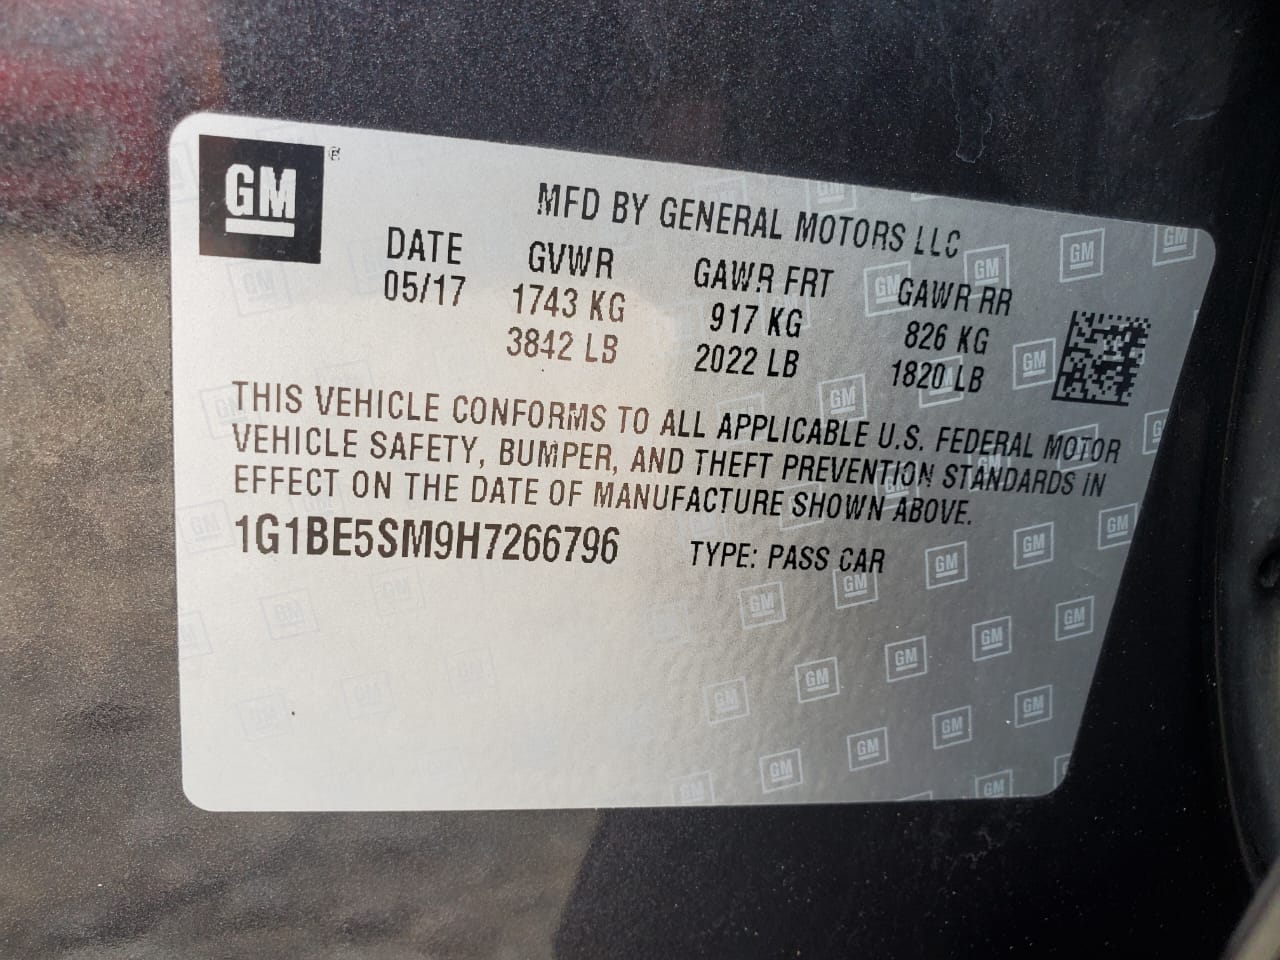 GM
MFD BY GENERAL MOTORS LLC
DATE GVWR GAWR FRT GAWR RR
05/17 1743 KG 917 KG 826 KG
3842 LB 2022 LB 1820 LB
THIS VEHICLE CONFORMS TO ALL APPLICABLE U.S. FEDERAL MOTOR
VEHICLE SAFETY, BUMPER, AND THEFT PREVENTION STANDARDS IN
EFFECT ON THE DATE OF MANUFACTURE SHOWN ABOVE.
1G1BE5SM9H7266796 TYPE: PASS CAR